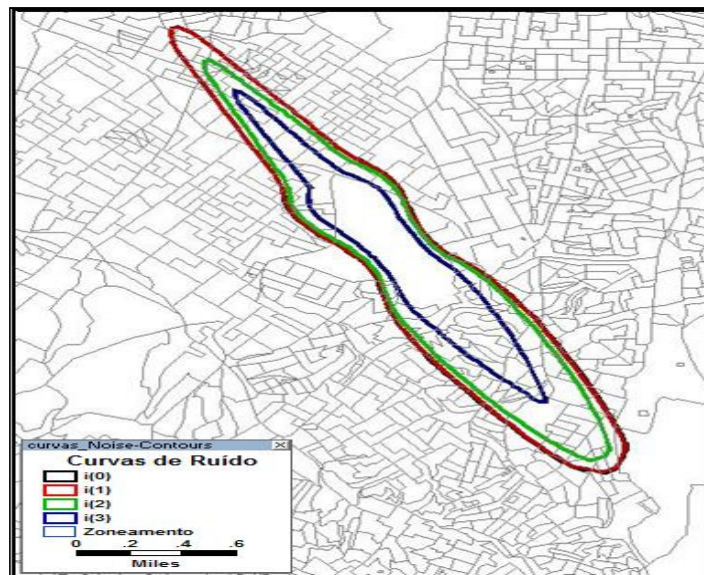 curvas_Noise-Contours
Curvas de Ruído
i(0)
i(1)
i(2)
i(3)
Zoneamento
0 .2 .4 .6
Miles